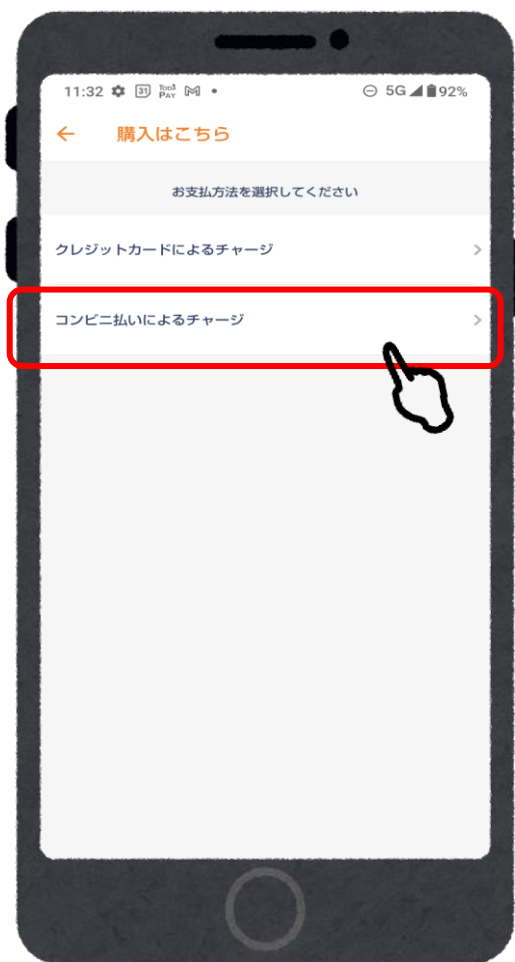 11:32 31 TonZ PAY 5G 92%
← 購入はこちら
お支払方法を選択してください
クレジットカードによるチャージ >
コンビニ払いによるチャージ >